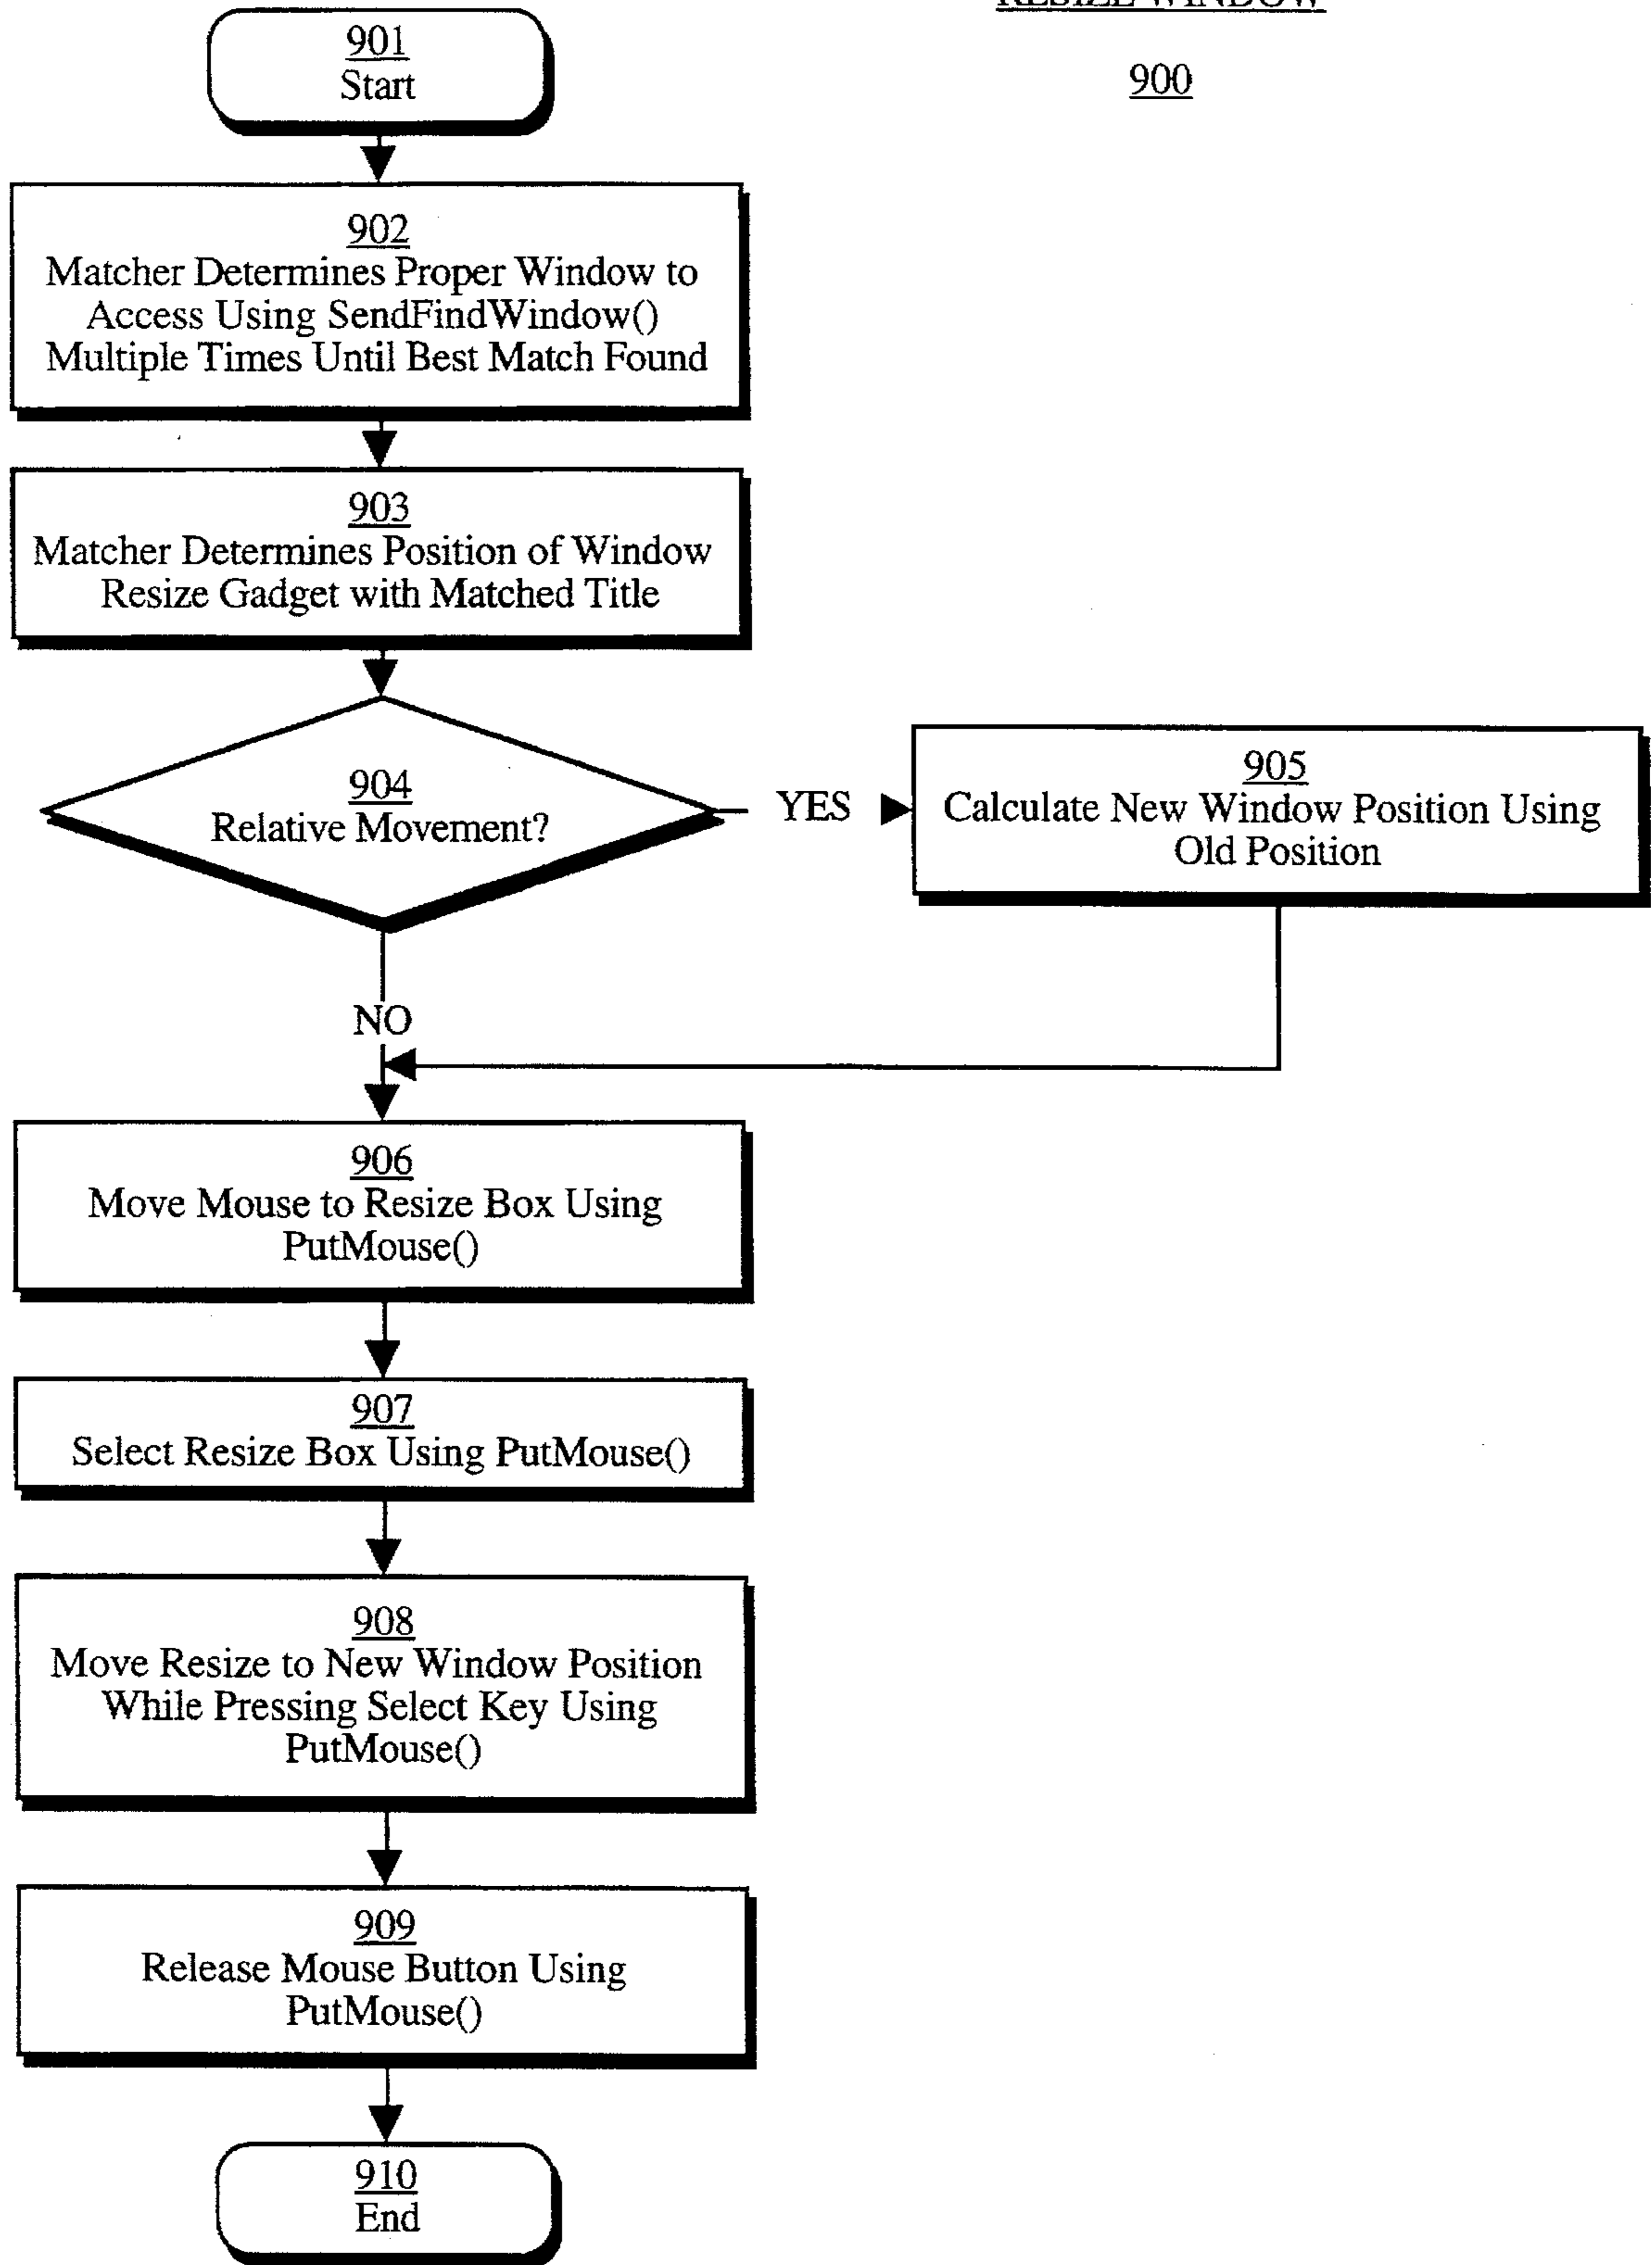 RESIZE WINDOW
900
901
Start
902
Matcher Determines Proper Window to
Access Using SendFindWindow()
Multiple Times Until Best Match Found
903
Matcher Determines Position of Window
Resize Gadget with Matched Title
904
Relative Movement?
YES
905
Calculate New Window Position Using
Old Position
NO
906
Move Mouse to Resize Box Using
PutMouse()
907
Select Resize Box Using PutMouse()
908
Move Resize to New Window Position
While Pressing Select Key Using
PutMouse()
909
Release Mouse Button Using
PutMouse()
910
End